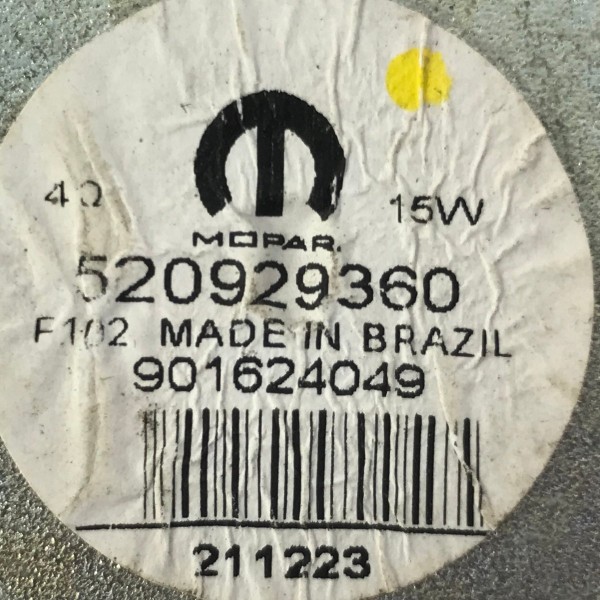 4Ω 15W
MOPAR.
520929360
F102 MADE IN BRAZIL
901624049
211223